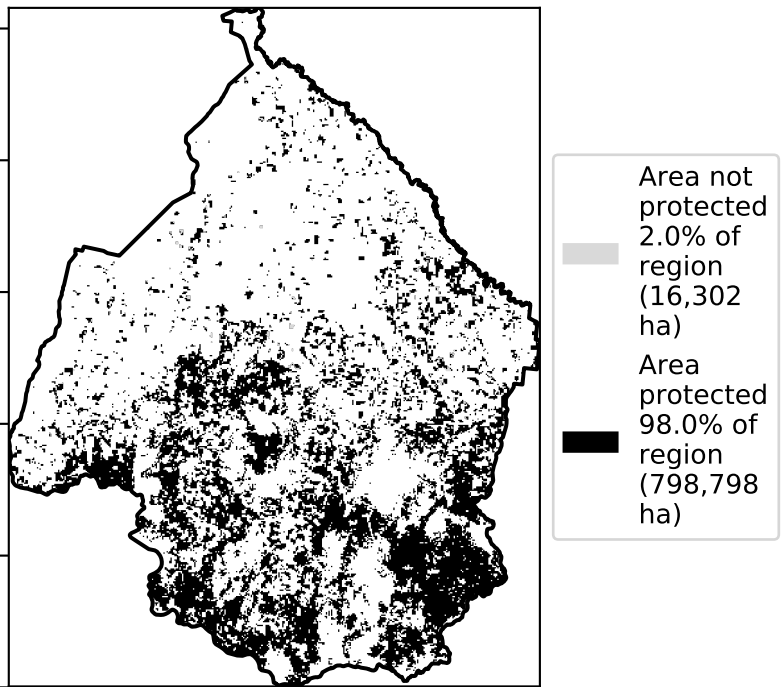 Area not
protected
2.0% of
region
(16,302
ha)
Area
protected
98.0% of
region
(798,798
ha)